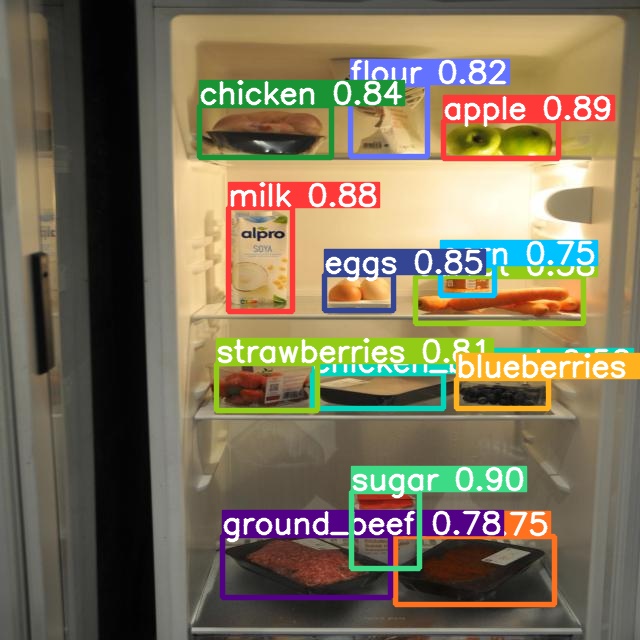 flour 0.82
chicken 0.84
apple 0.89
milk 0.88
alpro
SOYA
corn 0.75
eggs 0.85
strawberries 0.81
blueberries
sugar 0.90
ground_beef 0.78
75